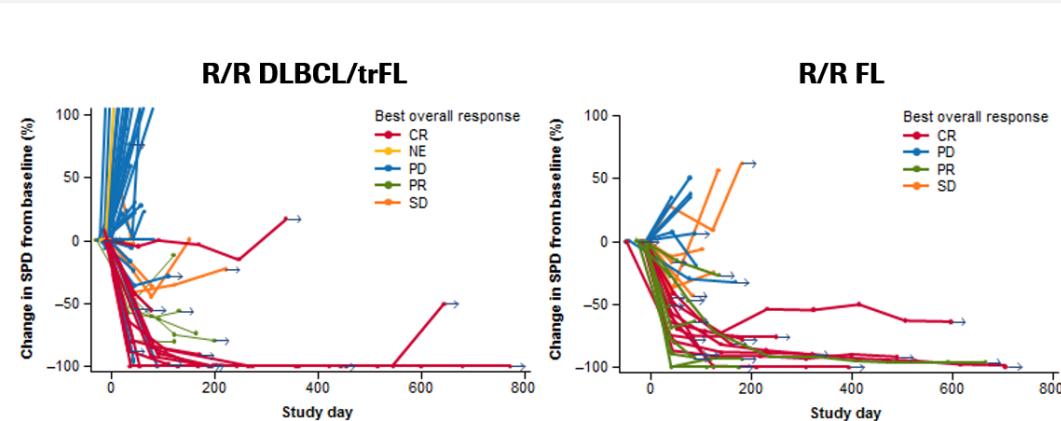 R/R DLBCL/trFL
Change in SPD from baseline (%)
100
50
0
−50
−100
Best overall response
CR
NE
PD
PR
SD
0
200
400
600
800
Study day
R/R FL
Change in SPD from baseline (%)
100
50
0
−50
−100
Best overall response
CR
PD
PR
SD
0
200
400
600
800
Study day